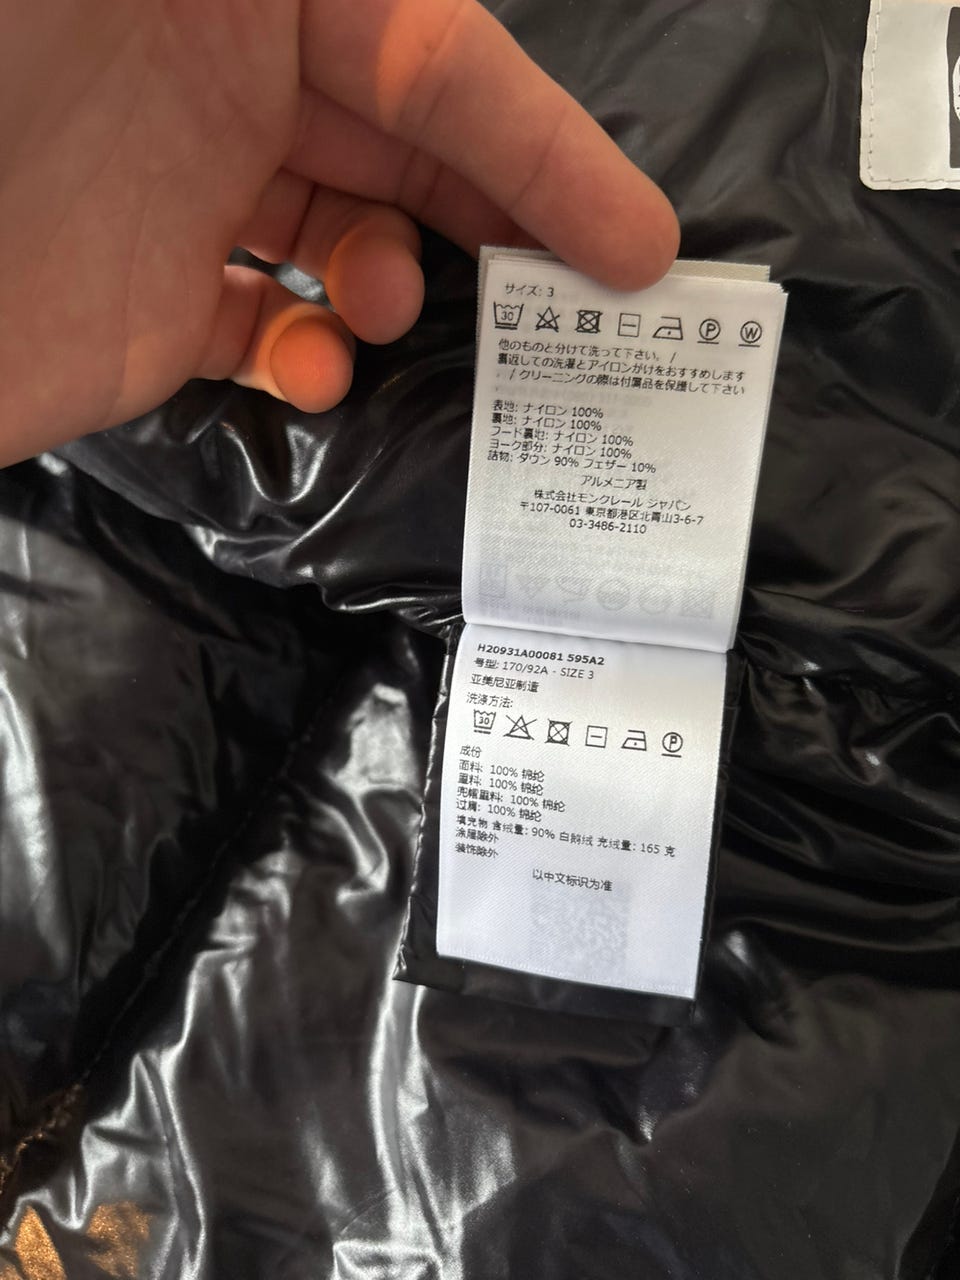 サイズ: 3
30
P
W
他のものと分けて洗って下さい。 /
裏返しての洗濯とアイロンがけをおすすめします
。 / クリーニングの際は付属品を保護して下さい
表地: ナイロン 100%
裏地: ナイロン 100%
フード裏地: ナイロン 100%
ヨーク部分: ナイロン 100%
詰物: ダウン 90% フェザー 10%
アルメニア製
株式会社モンクレール ジャパン
〒107-0061 東京都港区北青山3-6-7
03-3486-2110
H20931A00081 595A2
号型: 170/92A - SIZE 3
亚美尼亚制造
洗涤方法:
30
P
成份
面料: 100% 锦纶
里料: 100% 锦纶
兜帽里料: 100% 锦纶
过肩: 100% 锦纶
填充物 含绒量: 90% 白鹅绒 充绒量: 165 克
涂层除外
装饰除外
以中文标识为准